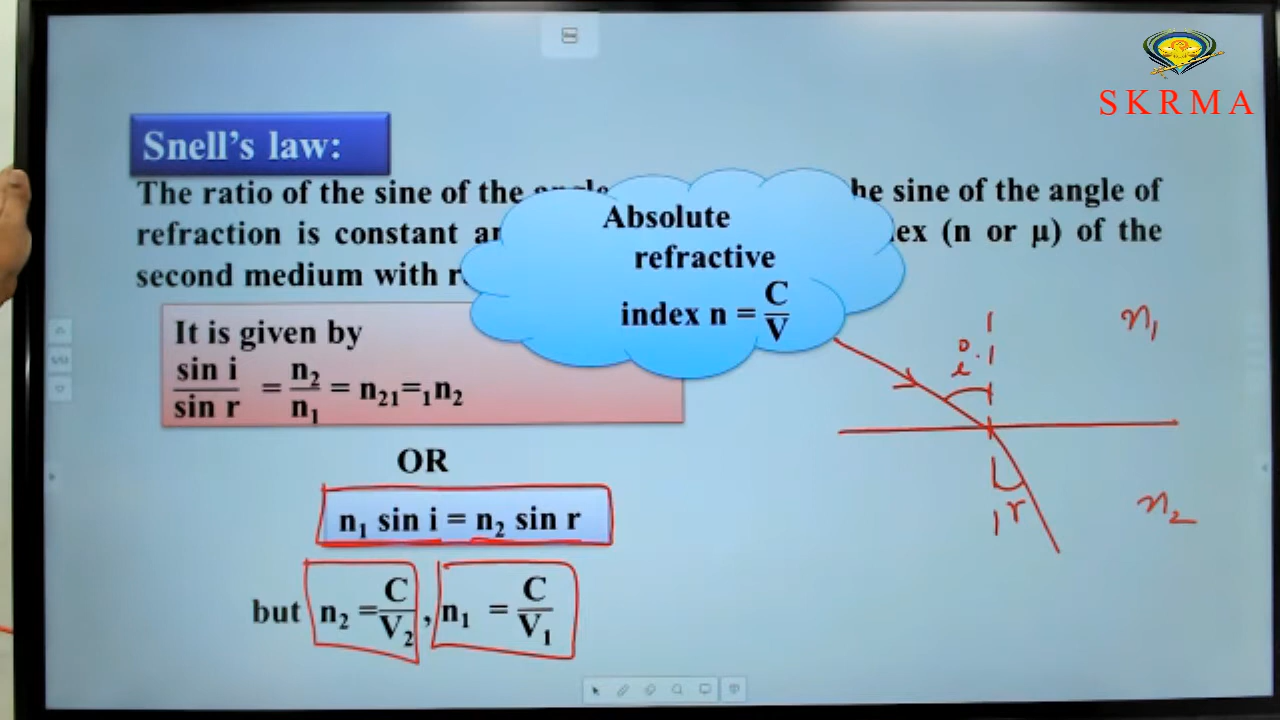 SKRMA
Snell's law:
The ratio of the sine of the he sine of the angle of
refraction is constant ex (n or μ) of the
second medium with
Absolute
refractive
index n = C/V
It is given by
sin i / sin r = n₂/n₁ = n₂₁=₁n₂
OR
n₁ sin i = n₂ sin r
but n₂ = C/V₂ , n₁ = C/V₁
n₁
i
r
n₂